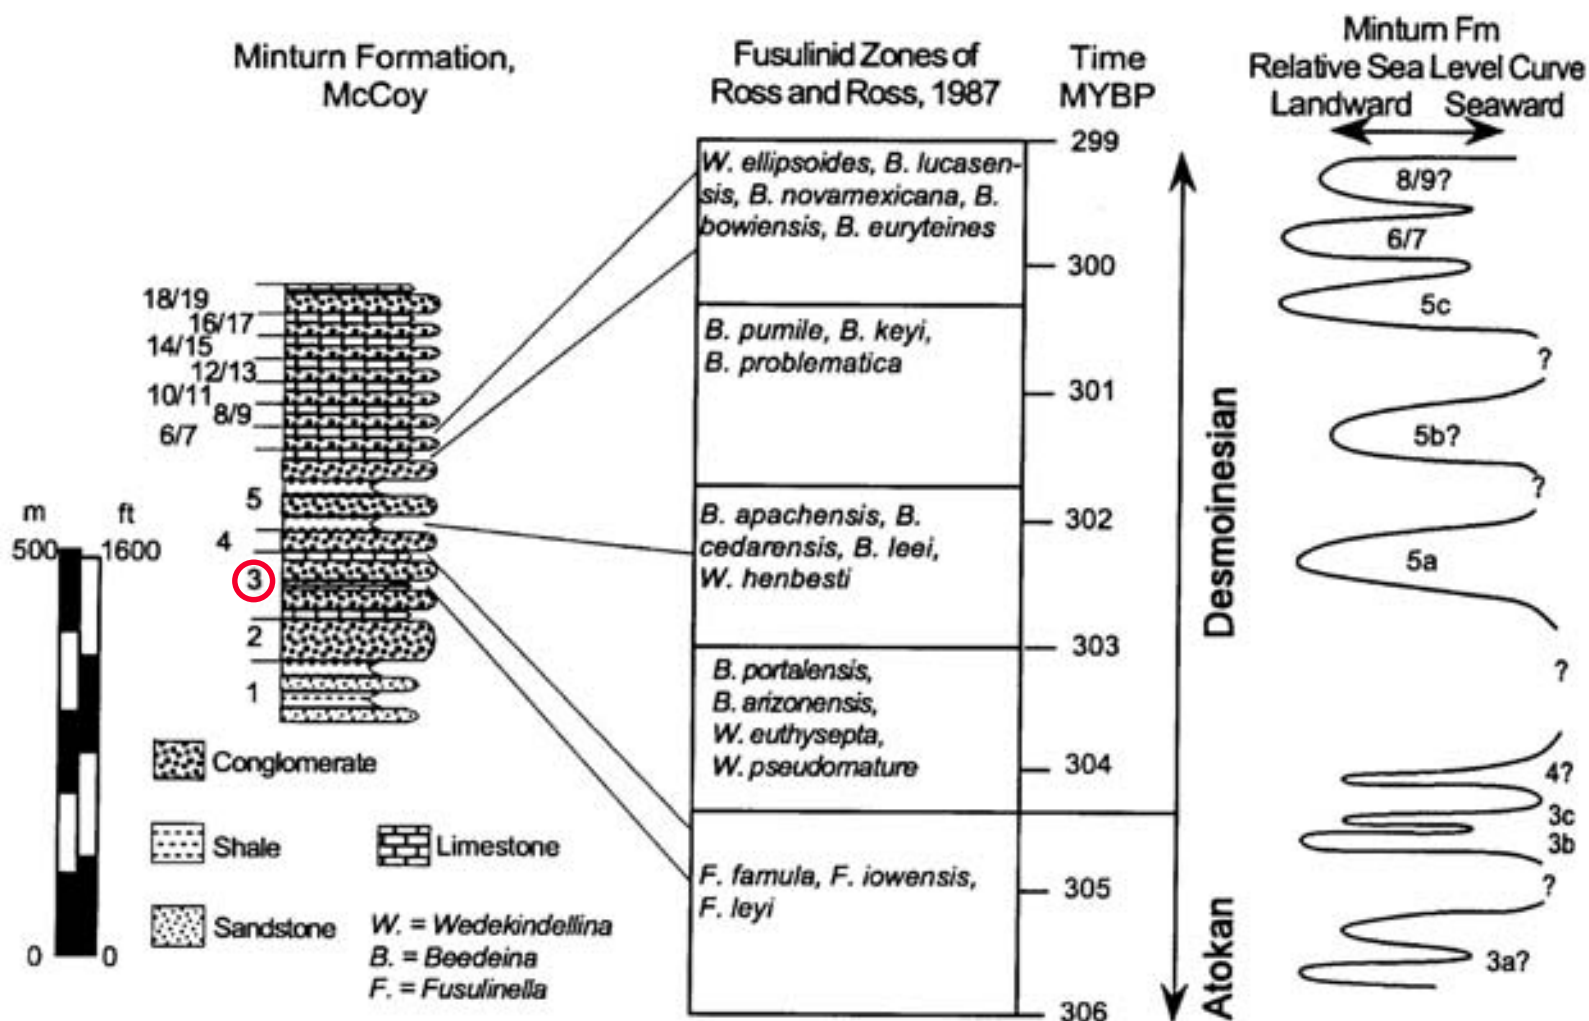 Minturn Formation,
McCoy
18/19
16/17
14/15
12/13
10/11
8/9
6/7
5
4
3
2
1
m ft
500 1600
0 0
Conglomerate
Shale
Limestone
Sandstone
W. = Wedekindellina
B. = Beedeina
F. = Fusulinella
Fusulinid Zones of
Ross and Ross, 1987
W. ellipsoides, B. lucasen-
sis, B. novamexicana, B.
bowiensis, B. euryteines
B. pumile, B. keyi,
B. problematica
B. apachensis, B.
cedarensis, B. leei,
W. henbesti
B. portalensis,
B. arizonensis,
W. euthysepta,
W. pseudomature
F. famula, F. iowensis,
F. leyi
Time
MYBP
299
300
301
302
303
304
305
306
Desmoinesian
Atokan
Minturn Fm
Relative Sea Level Curve
Landward Seaward
8/9?
6/7
5c
?
5b?
?
5a
?
4?
3c
3b
?
3a?